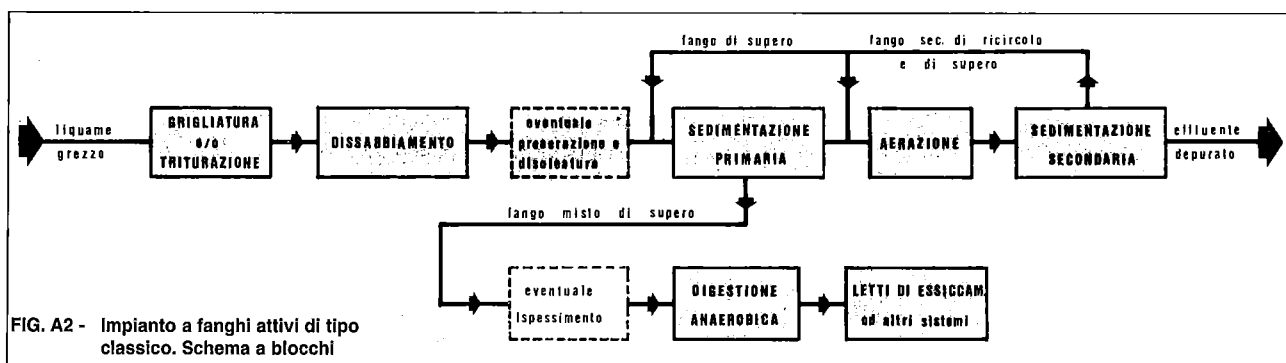 fango di supero
fango sec. di ricircolo
e di supero
liquame
grezzo
GRIGLIATURA
e/o
TRITURAZIONE
DISSABBIAMENTO
eventuale
preaerazione e
disoleatura
SEDIMENTAZIONE
PRIMARIA
AERAZIONE
SEDIMENTAZIONE
SECONDARIA
effluente
depurato
fango misto di supero
eventuale
ispessimento
DIGESTIONE
ANAEROBICA
LETTI DI ESSICCAM.
ed altri sistemi
FIG. A2 - Impianto a fanghi attivi di tipo
classico. Schema a blocchi